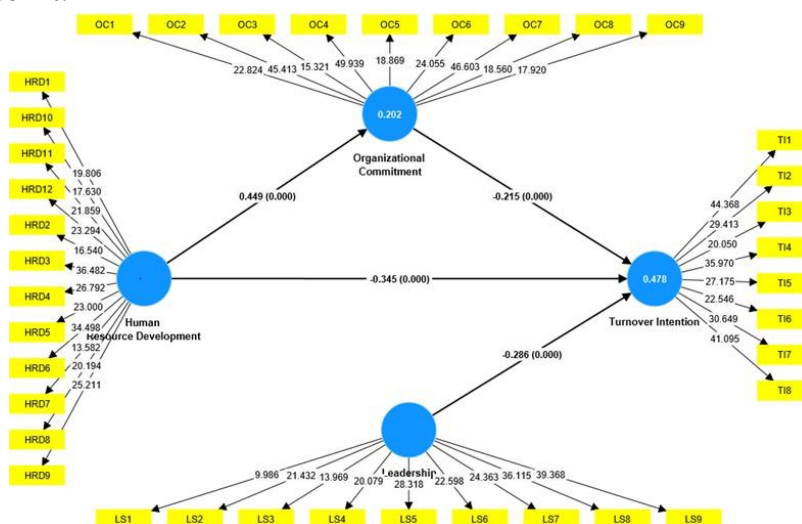 OC1 OC2 OC3 OC4 OC5 OC6 OC7 OC8 OC9
22.824 45.413 15.321 49.939 18.869 24.055 46.603 18.560 17.920
0.202
Organizational
Commitment
HRD1
HRD10
HRD11
HRD12
HRD2
HRD3
HRD4
HRD5
HRD6
HRD7
HRD8
HRD9
19.806
17.630
21.859
23.294
16.540
36.482
26.792
23.000
34.498
13.582
20.194
25.211
Human
Resource Development
0.449 (0.000)
-0.215 (0.000)
-0.345 (0.000)
-0.286 (0.000)
0.478
Turnover Intention
44.368
29.413
20.050
35.970
27.175
22.546
30.649
41.095
TI1
TI2
TI3
TI4
TI5
TI6
TI7
TI8
Leadership
9.986 21.432 13.969 20.079 28.318 22.598 24.363 36.115 39.368
LS1 LS2 LS3 LS4 LS5 LS6 LS7 LS8 LS9